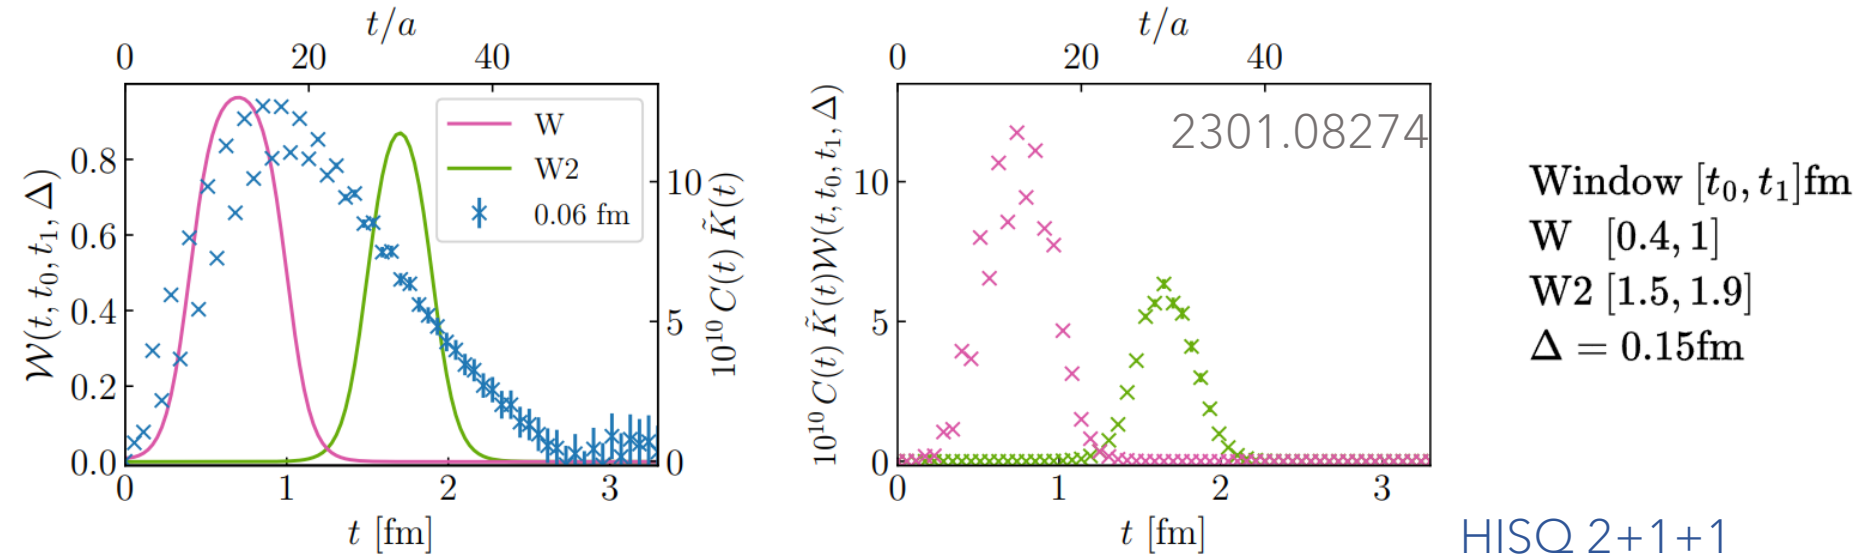 t/a
0 20 40
W(t, t₀, t₁, Δ)
0.8
0.6
0.4
0.2
0.0
W
W2
0.06 fm
10
5
0
10¹⁰ C(t) K̃(t)
0 1 2 3
t [fm]
t/a
0 20 40
10¹⁰ C(t) K̃(t)W(t, t₀, t₁, Δ)
10
5
0
2301.08274
0 1 2 3
t [fm]
Window [t₀, t₁]fm
W [0.4, 1]
W2 [1.5, 1.9]
Δ = 0.15fm
HISQ 2+1+1